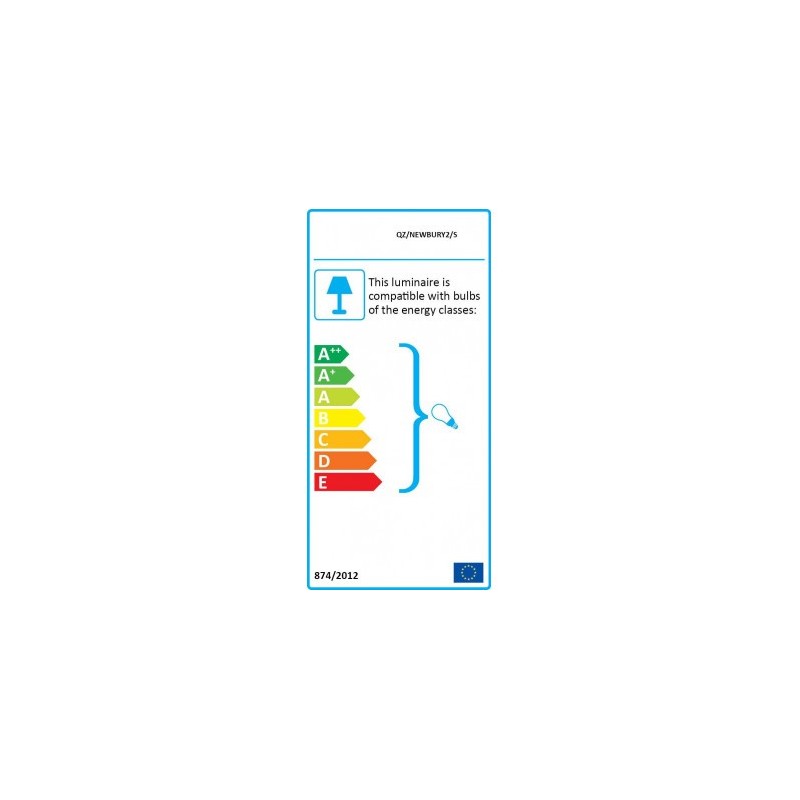 QZ/NEWBURY2/S
This luminaire is
compatible with bulbs
of the energy classes:
A++
A+
A
B
C
D
E
874/2012